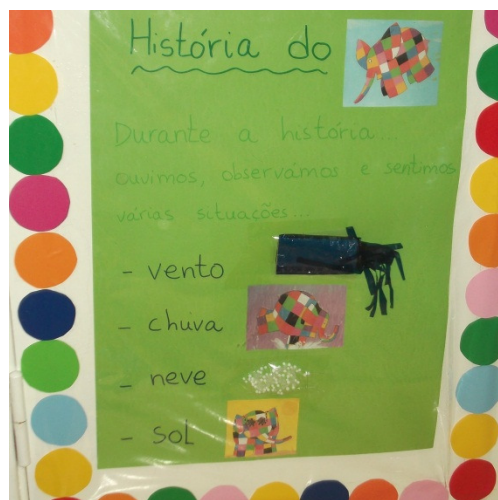 História do
Durante a história...
ouvimos, observámos e sentimos
várias situações...
- vento
- chuva
- neve
- sol